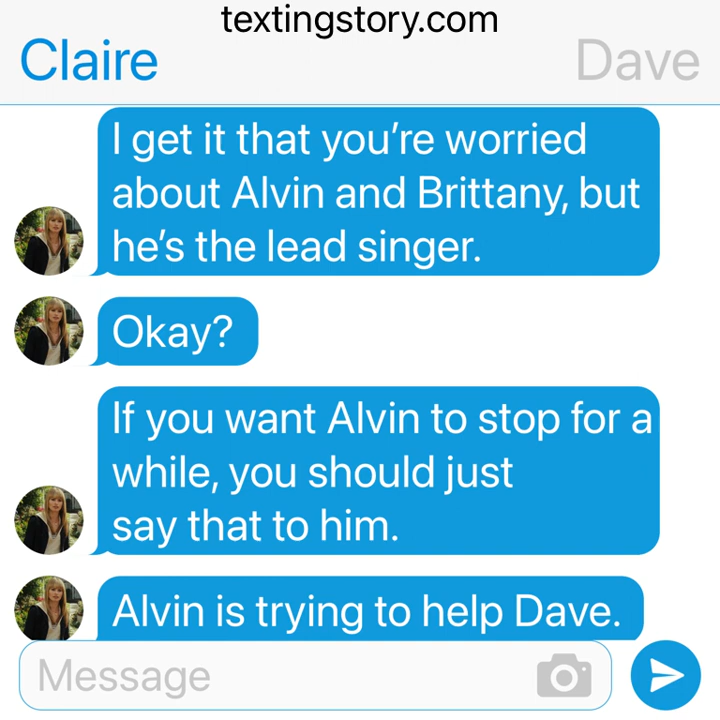 textingstory.com
Claire
Dave
I get it that you’re worried
about Alvin and Brittany, but
he’s the lead singer.
Okay?
If you want Alvin to stop for a
while, you should just
say that to him.
Alvin is trying to help Dave.
Message